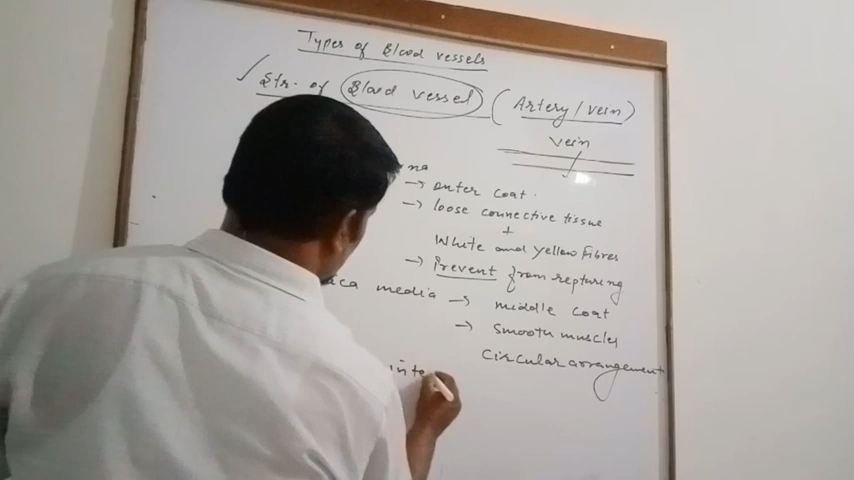 Types of Blood vessels
Str. of Blood vessel (Artery/vein)
vein
na
→ outer coat.
→ loose connective tissue
+
White and yellow Fibres
→ Prevent from repturing
ica media → middle coat
→ smooth muscles
circular arrangement
into